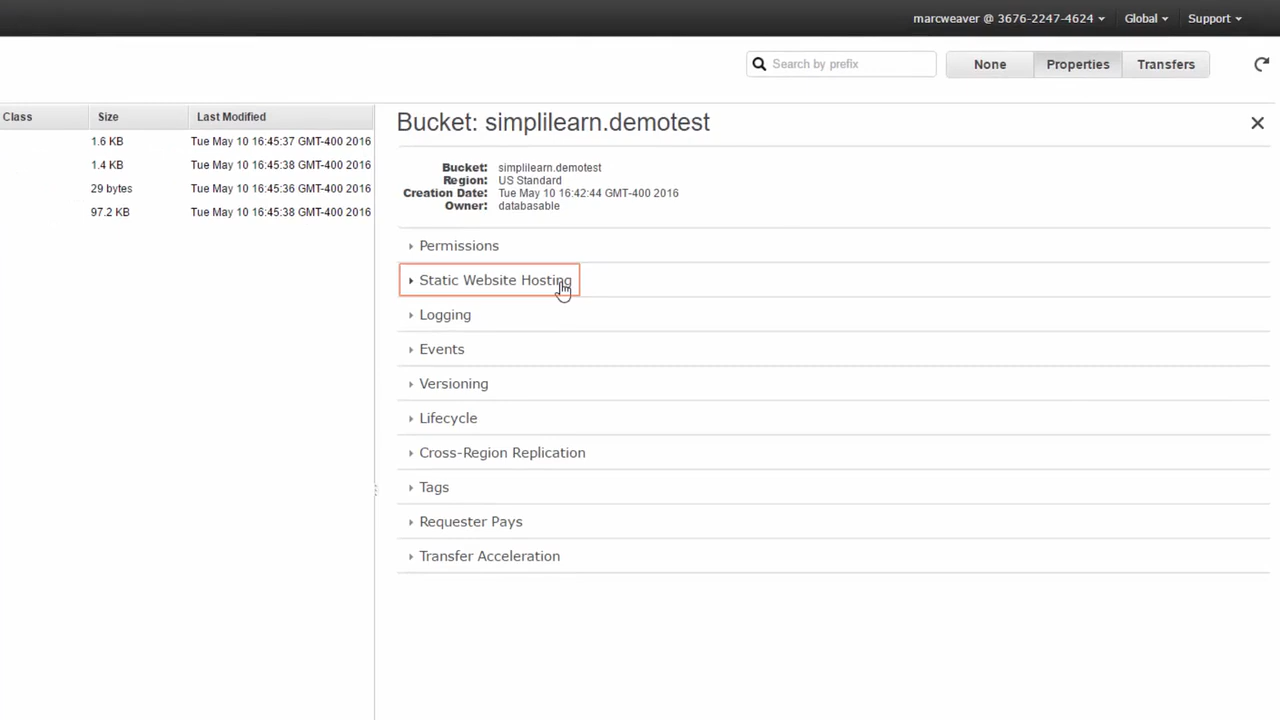 marcweaver @ 3676-2247-4624 Global Support
Search by prefix None Properties Transfers
Class Size Last Modified
1.6 KB Tue May 10 16:45:37 GMT-400 2016
1.4 KB Tue May 10 16:45:38 GMT-400 2016
29 bytes Tue May 10 16:45:36 GMT-400 2016
97.2 KB Tue May 10 16:45:38 GMT-400 2016
Bucket: simplilearn.demotest
Bucket: simplilearn.demotest
Region: US Standard
Creation Date: Tue May 10 16:42:44 GMT-400 2016
Owner: databasable
Permissions
Static Website Hosting
Logging
Events
Versioning
Lifecycle
Cross-Region Replication
Tags
Requester Pays
Transfer Acceleration